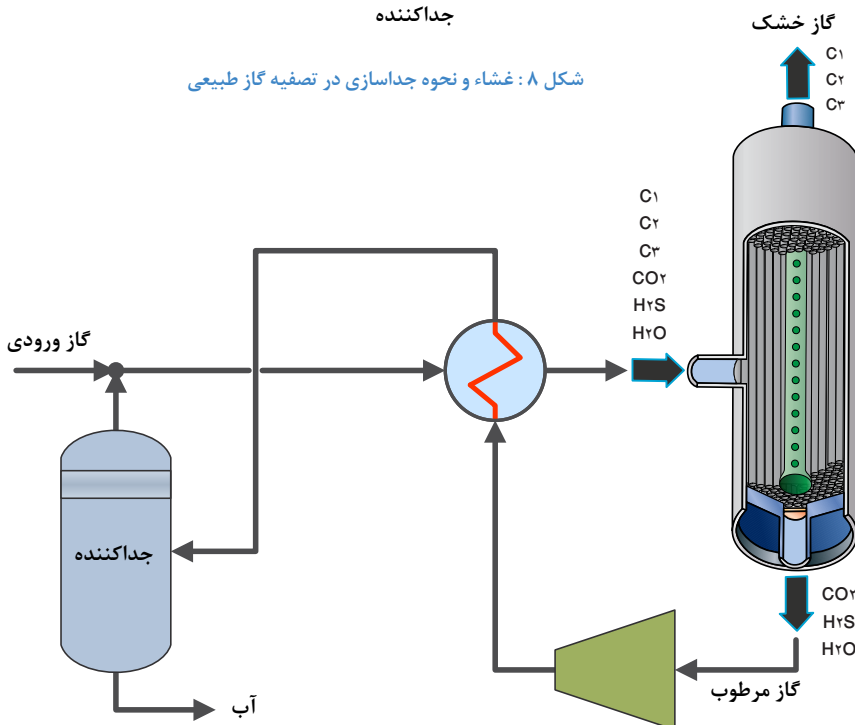 جداکننده
گاز خشک
شکل ۸ : غشاء و نحوه جداسازی در تصفیه گاز طبیعی
C۱
C۲
C۳
C۱
C۲
C۳
CO۲
H۲S
H۲O
گاز ورودی
جداکننده
CO۲
H۲S
H۲O
گاز مرطوب
آب